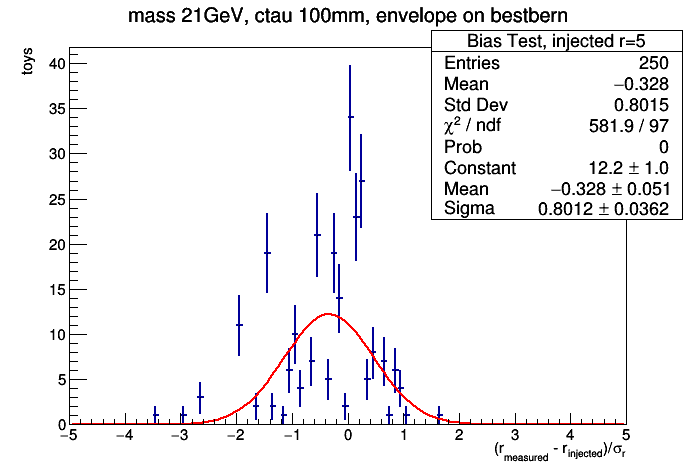 mass 21GeV, ctau 100mm, envelope on bestbern
Bias Test, injected r=5
Entries 250
Mean −0.328
Std Dev 0.8015
χ² / ndf 581.9 / 97
Prob 0
Constant 12.2 ± 1.0
Mean −0.328 ± 0.051
Sigma 0.8012 ± 0.0362
toys
40
35
30
25
20
15
10
5
0
−5 −4 −3 −2 −1 0 1 2 3 4 5
(r_measured - r_injected)/σ_r